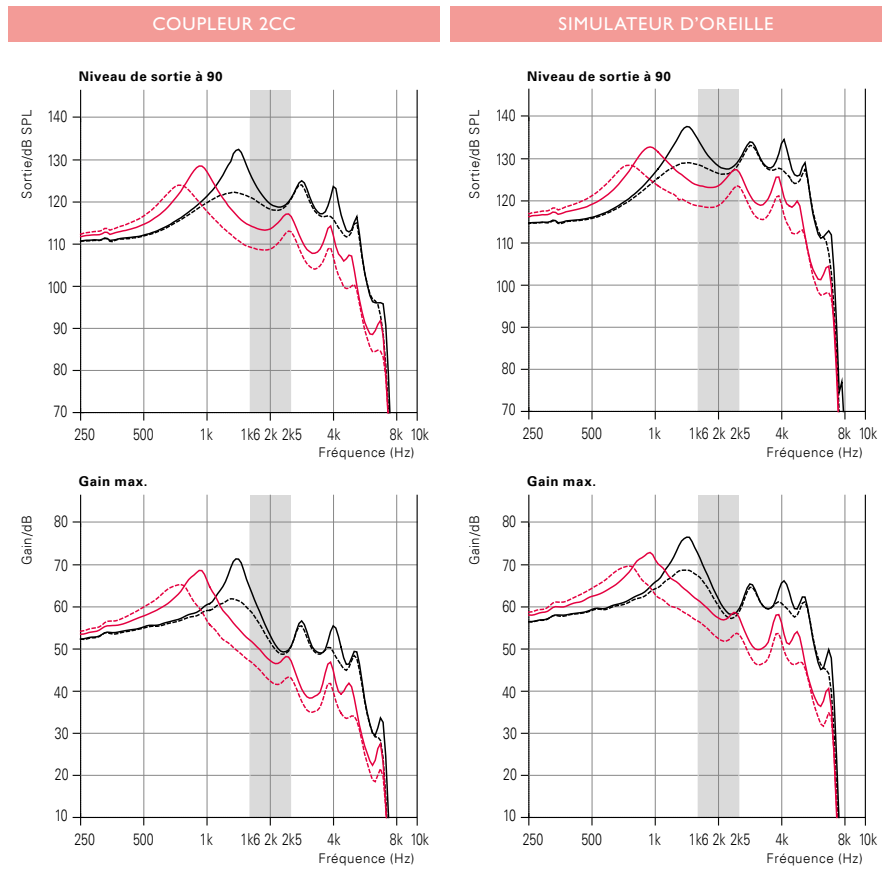 COUPLEUR 2CC
SIMULATEUR D'OREILLE
Niveau de sortie à 90
Sortie/dB SPL
140
130
120
110
100
90
80
70
250 500 1k 1k6 2k 2k5 4k 8k 10k
Fréquence (Hz)
Niveau de sortie à 90
Sortie/dB SPL
140
130
120
110
100
90
80
70
250 500 1k 1k6 2k 2k5 4k 8k 10k
Fréquence (Hz)
Gain max.
Gain/dB
80
70
60
50
40
30
20
10
250 500 1k 1k6 2k 2k5 4k 8k 10k
Fréquence (Hz)
Gain max.
Gain/dB
80
70
60
50
40
30
20
10
250 500 1k 1k6 2k 2k5 4k 8k 10k
Fréquence (Hz)